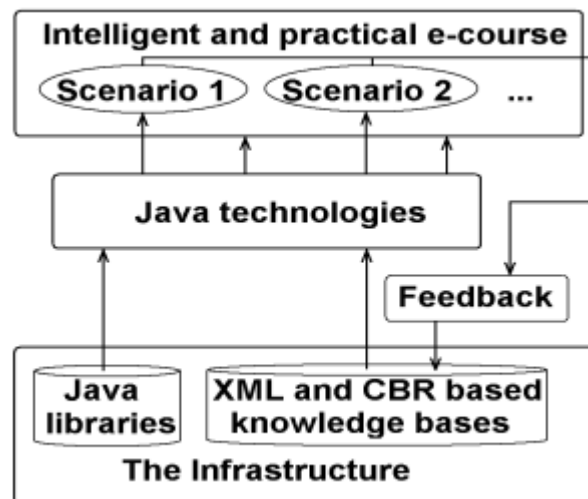 Intelligent and practical e-course
Scenario 1
Scenario 2
...
Java technologies
Feedback
Java
libraries
XML and CBR based
knowledge bases
The Infrastructure